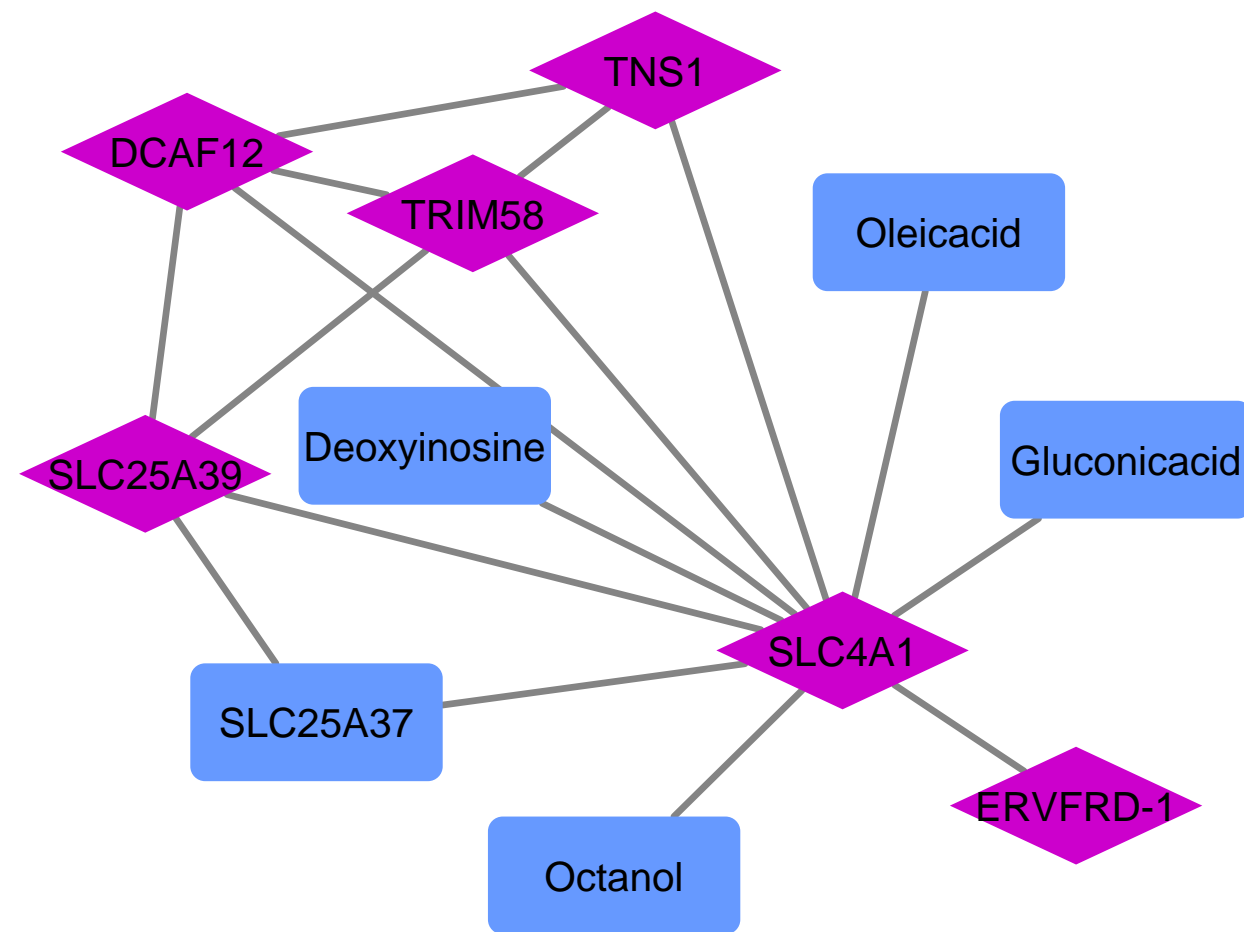 TNS1
DCAF12
TRIM58
Oleicacid
Deoxyinosine
Gluconicacid
SLC25A39
SLC4A1
SLC25A37
ERVFRD-1
Octanol